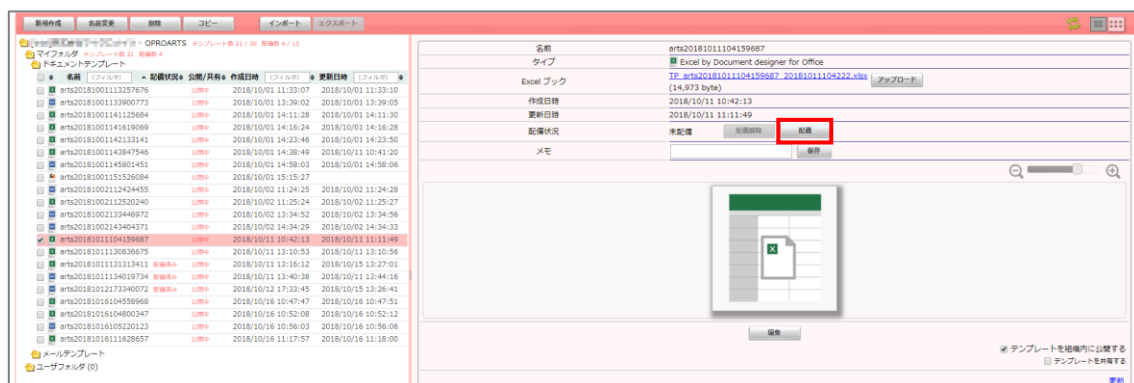 新規作成 名前変更 削除 コピー インポート エクスポート
- OPROARTS テンプレート数 21 / 30 配備数 4 / 15
マイフォルダ テンプレート数 21 配備数 4
ドキュメントテンプレート
名前 (フィルタ) 配備状況 公開/共有 作成日時 (フィルタ) 更新日時 (フィルタ)
arts20181001113257676 公開中 2018/10/01 11:33:07 2018/10/01 11:33:10
arts20181001133900773 公開中 2018/10/01 13:39:02 2018/10/01 13:39:05
arts20181001141125684 公開中 2018/10/01 14:11:28 2018/10/01 14:11:30
arts20181001141619069 公開中 2018/10/01 14:16:24 2018/10/01 14:16:28
arts20181001142133141 公開中 2018/10/01 14:23:46 2018/10/01 14:23:50
arts20181001143847546 公開中 2018/10/01 14:38:49 2018/10/11 10:41:20
arts20181001145801451 公開中 2018/10/01 14:58:03 2018/10/01 14:58:06
arts20181001151526084 公開中 2018/10/01 15:15:27
arts20181002112424455 公開中 2018/10/02 11:24:25 2018/10/02 11:24:28
arts20181002112520240 公開中 2018/10/02 11:25:24 2018/10/02 11:25:27
arts20181002133446972 公開中 2018/10/02 13:34:52 2018/10/02 13:34:56
arts20181002143404371 公開中 2018/10/02 14:34:29 2018/10/02 14:34:33
arts20181011104159687 公開中 2018/10/11 10:42:13 2018/10/11 11:11:49
arts20181011130836675 公開中 2018/10/11 13:10:53 2018/10/11 13:10:56
arts20181011131313411 配備済み 公開中 2018/10/11 13:16:12 2018/10/15 13:27:01
arts20181011134019734 配備済み 公開中 2018/10/11 13:40:38 2018/10/11 13:44:16
arts20181012173340072 配備済み 公開中 2018/10/12 17:33:45 2018/10/15 13:26:41
arts20181016104558968 公開中 2018/10/16 10:47:47 2018/10/16 10:47:51
arts20181016104800347 公開中 2018/10/16 10:52:08 2018/10/16 10:52:12
arts20181016105220123 公開中 2018/10/16 10:56:03 2018/10/16 10:56:06
arts20181016111628657 公開中 2018/10/16 11:17:57 2018/10/16 11:18:00
メールテンプレート
ユーザフォルダ (0)
名前 arts20181011104159687
タイプ Excel by Document designer for Office
Excel ブック TP_arts20181011104159687_20181011104222.xlsx アップロード
(14,973 byte)
作成日時 2018/10/11 10:42:13
更新日時 2018/10/11 11:11:49
配備状況 未配備 配備解除 配備
メモ 保存
編集
テンプレートを組織内に公開する
テンプレートを共有する
更新